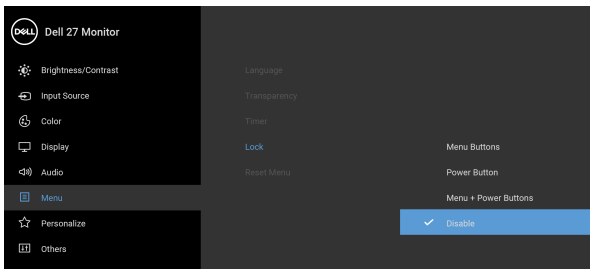 DELL Dell 27 Monitor
Brightness/Contrast
Input Source
Color
Display
Audio
Menu
Personalize
Others
Language
Transparency
Timer
Lock
Reset Menu
Menu Buttons
Power Button
Menu + Power Buttons
Disable